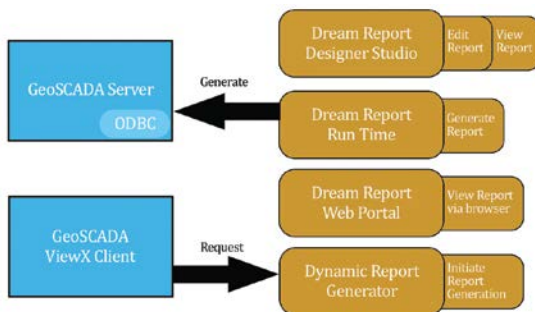 Dream Report
Designer Studio
Edit
Report
View
Report
GeoSCADA Server
ODBC
Generate
Dream Report
Run Time
Generate
Report
Dream Report
Web Portal
View Report
via browser
GeoSCADA
ViewX Client
Request
Dynamic Report
Generator
Initiate
Report
Generation